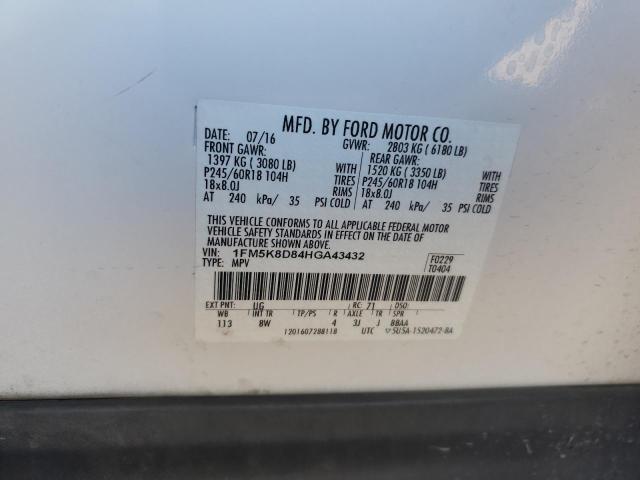 MFD. BY FORD MOTOR CO.
DATE: 07/16 GVWR: 2803 KG ( 6180 LB)
FRONT GAWR: REAR GAWR:
1397 KG ( 3080 LB) WITH 1520 KG ( 3350 LB) WITH
P245/60R18 104H TIRES P245/60R18 104H TIRES
18x8.0J RIMS 18x8.0J RIMS
AT 240 kPa/ 35 PSI COLD AT 240 kPa/ 35 PSI COLD
THIS VEHICLE CONFORMS TO ALL APPLICABLE FEDERAL MOTOR
VEHICLE SAFETY STANDARDS IN EFFECT ON THE DATE OF
MANUFACTURE SHOWN ABOVE.
VIN: 1FM5K8D84HGA43432 F0229
TYPE: MPV T0404
EXT PNT: UG RC: 71 DSO:
WB INT TR TP/PS R AXLE TR SPR
113 8W 4 3J J 8BAA
1201607288118 UTC 5U5A-1520472-BA